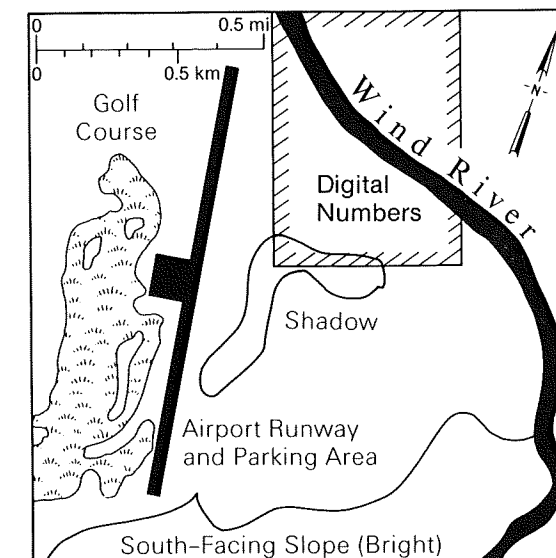 0 0.5 mi
0 0.5 km
Golf
Course
-N-
Wind River
Digital
Numbers
Shadow
Airport Runway
and Parking Area
South-Facing Slope (Bright)